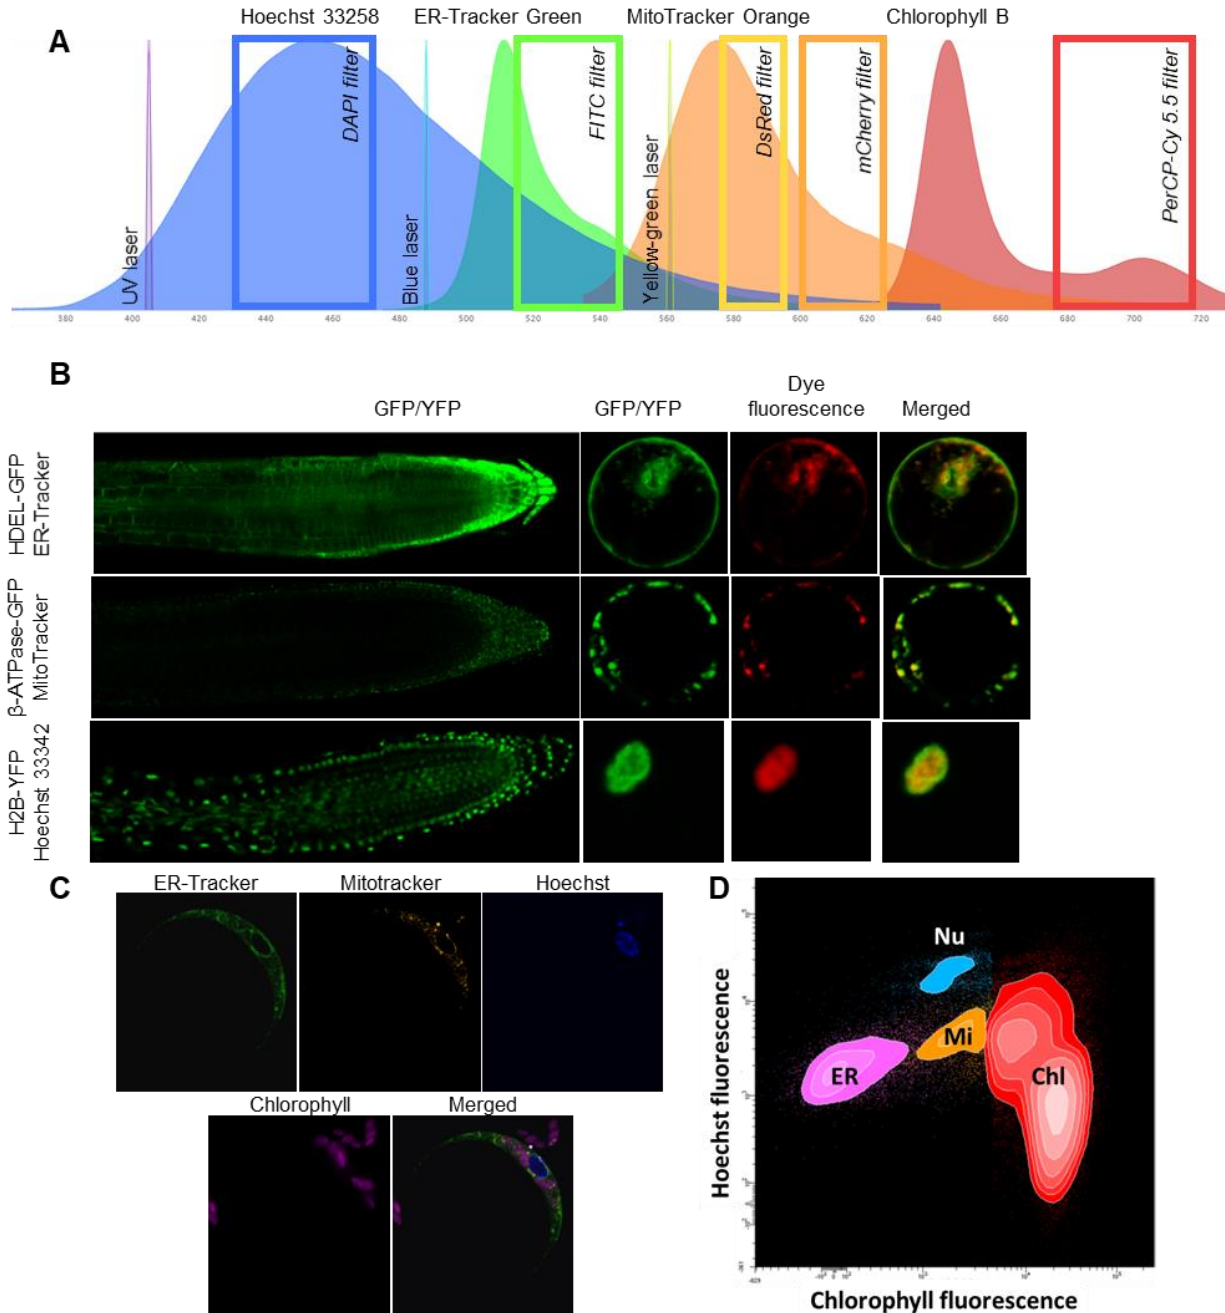 Hoechst 33258 ER-Tracker Green MitoTracker Orange Chlorophyll B
A
UV laser
DAPI filter
Blue laser
FITC filter
Yellow-green laser
DsRed filter
mCherry filter
PerCP-Cy 5.5 filter
380 400 420 440 460 480 500 520 540 560 580 600 620 640 660 680 700 720
B
GFP/YFP GFP/YFP Dye fluorescence Merged
HDEL-GFP
ER-Tracker
β-ATPase-GFP
MitoTracker
H2B-YFP
Hoechst 33342
C
ER-Tracker Mitotracker Hoechst
Chlorophyll Merged
D
Hoechst fluorescence
Nu
Mi
ER
Chl
Chlorophyll fluorescence